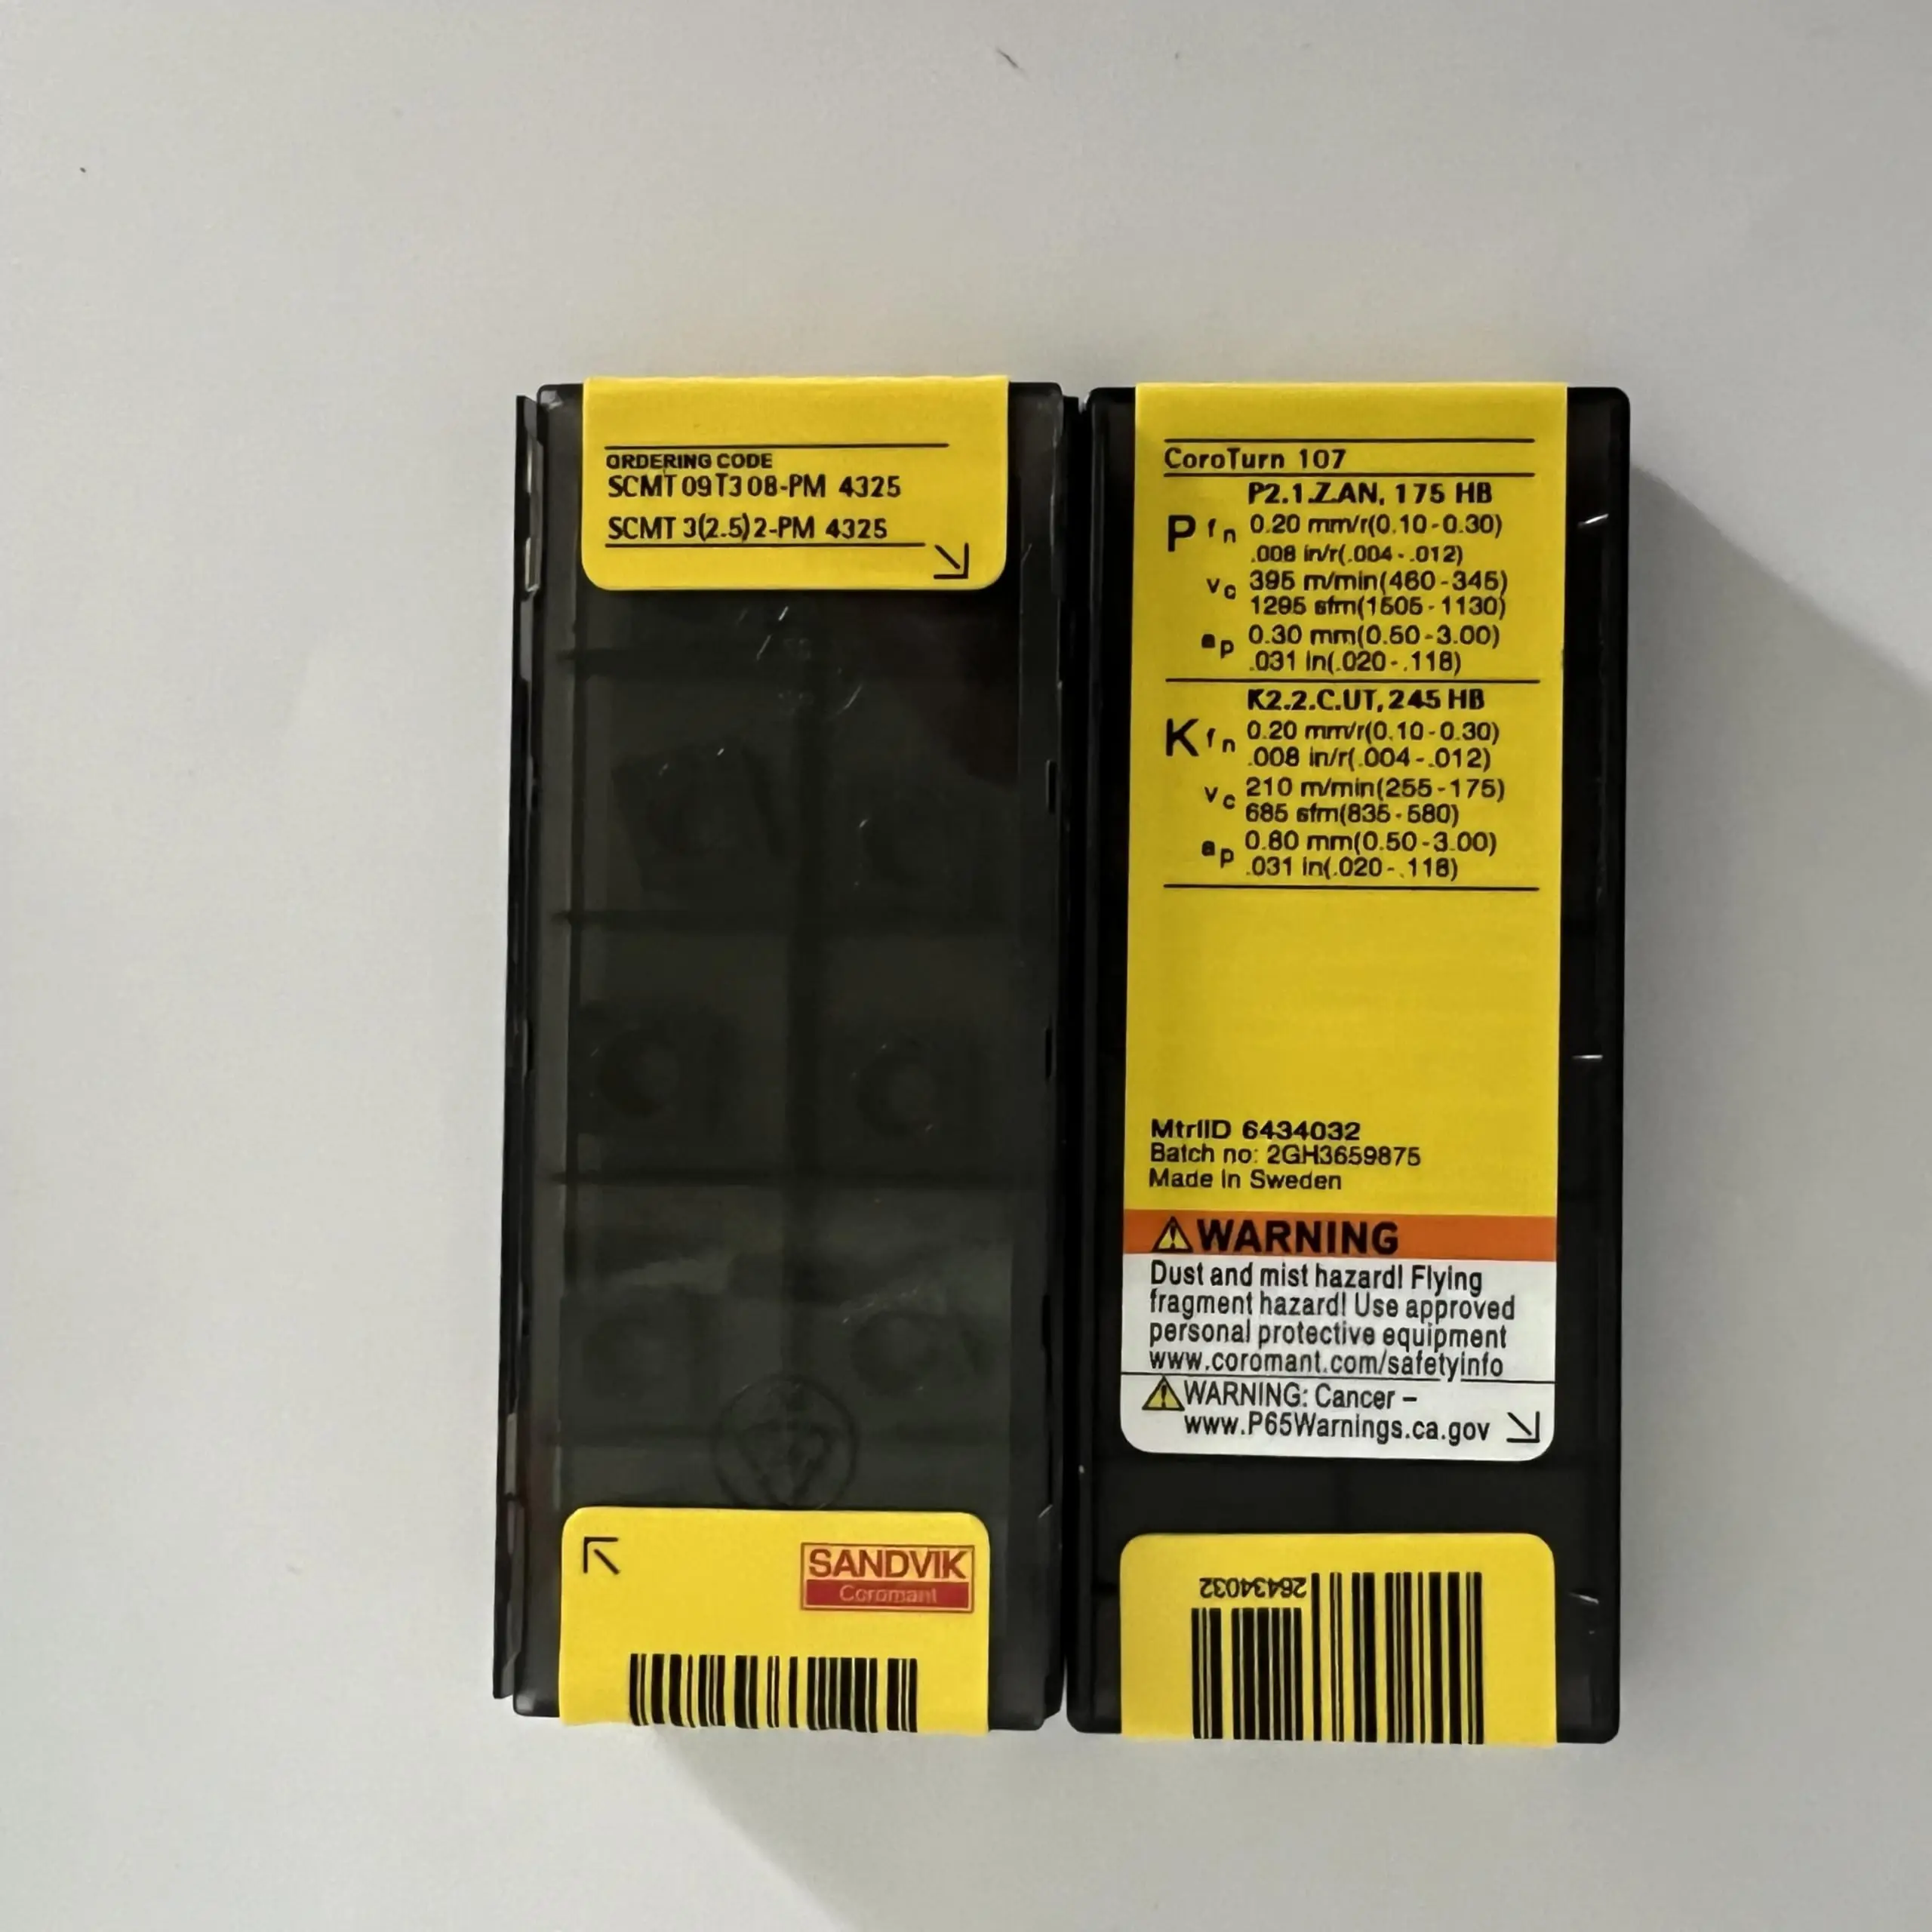 ORDERING CODE
SCMT 09 T3 08-PM 4325
SCMT 3(2.5)2-PM 4325
SANDVIK
Coromant
CoroTurn 107
P2.1.Z.AN, 175 HB
P fn 0.20 mm/r(0.10-0.30)
.008 in/r(.004-.012)
vc 395 m/min(460-345)
1295 sfm(1505-1130)
ap 0.30 mm(0.50-3.00)
.031 in(.020-.118)
K2.2.C.UT, 245 HB
K fn 0.20 mm/r(0.10-0.30)
.008 in/r(.004-.012)
vc 210 m/min(255-175)
685 sfm(835-580)
ap 0.80 mm(0.50-3.00)
.031 in(.020-.118)
MtrlID 6434032
Batch no: 2GH3659875
Made in Sweden
WARNING
Dust and mist hazard! Flying
fragment hazard! Use approved
personal protective equipment
www.coromant.com/safetyinfo
WARNING: Cancer –
www.P65Warnings.ca.gov
26434032